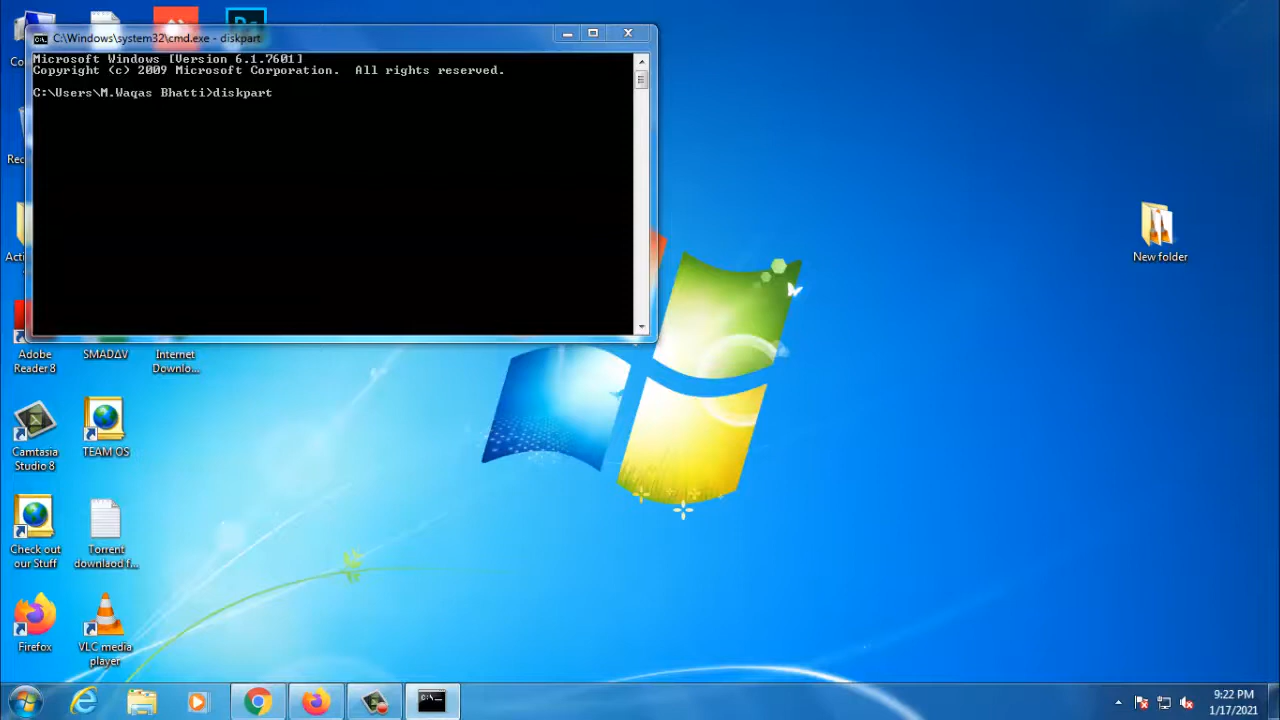 C:\Windows\system32\cmd.exe - diskpart
Microsoft Windows [Version 6.1.7601]
Copyright (c) 2009 Microsoft Corporation.  All rights reserved.
C:\Users\M.Waqas Bhatti>diskpart
New folder
Adobe
Reader 8
SMADΔV
Internet
Downlo...
Camtasia
Studio 8
TEAM OS
Check out
our Stuff
Torrent
downlaod f...
Firefox
VLC media
player
9:22 PM
1/17/2021